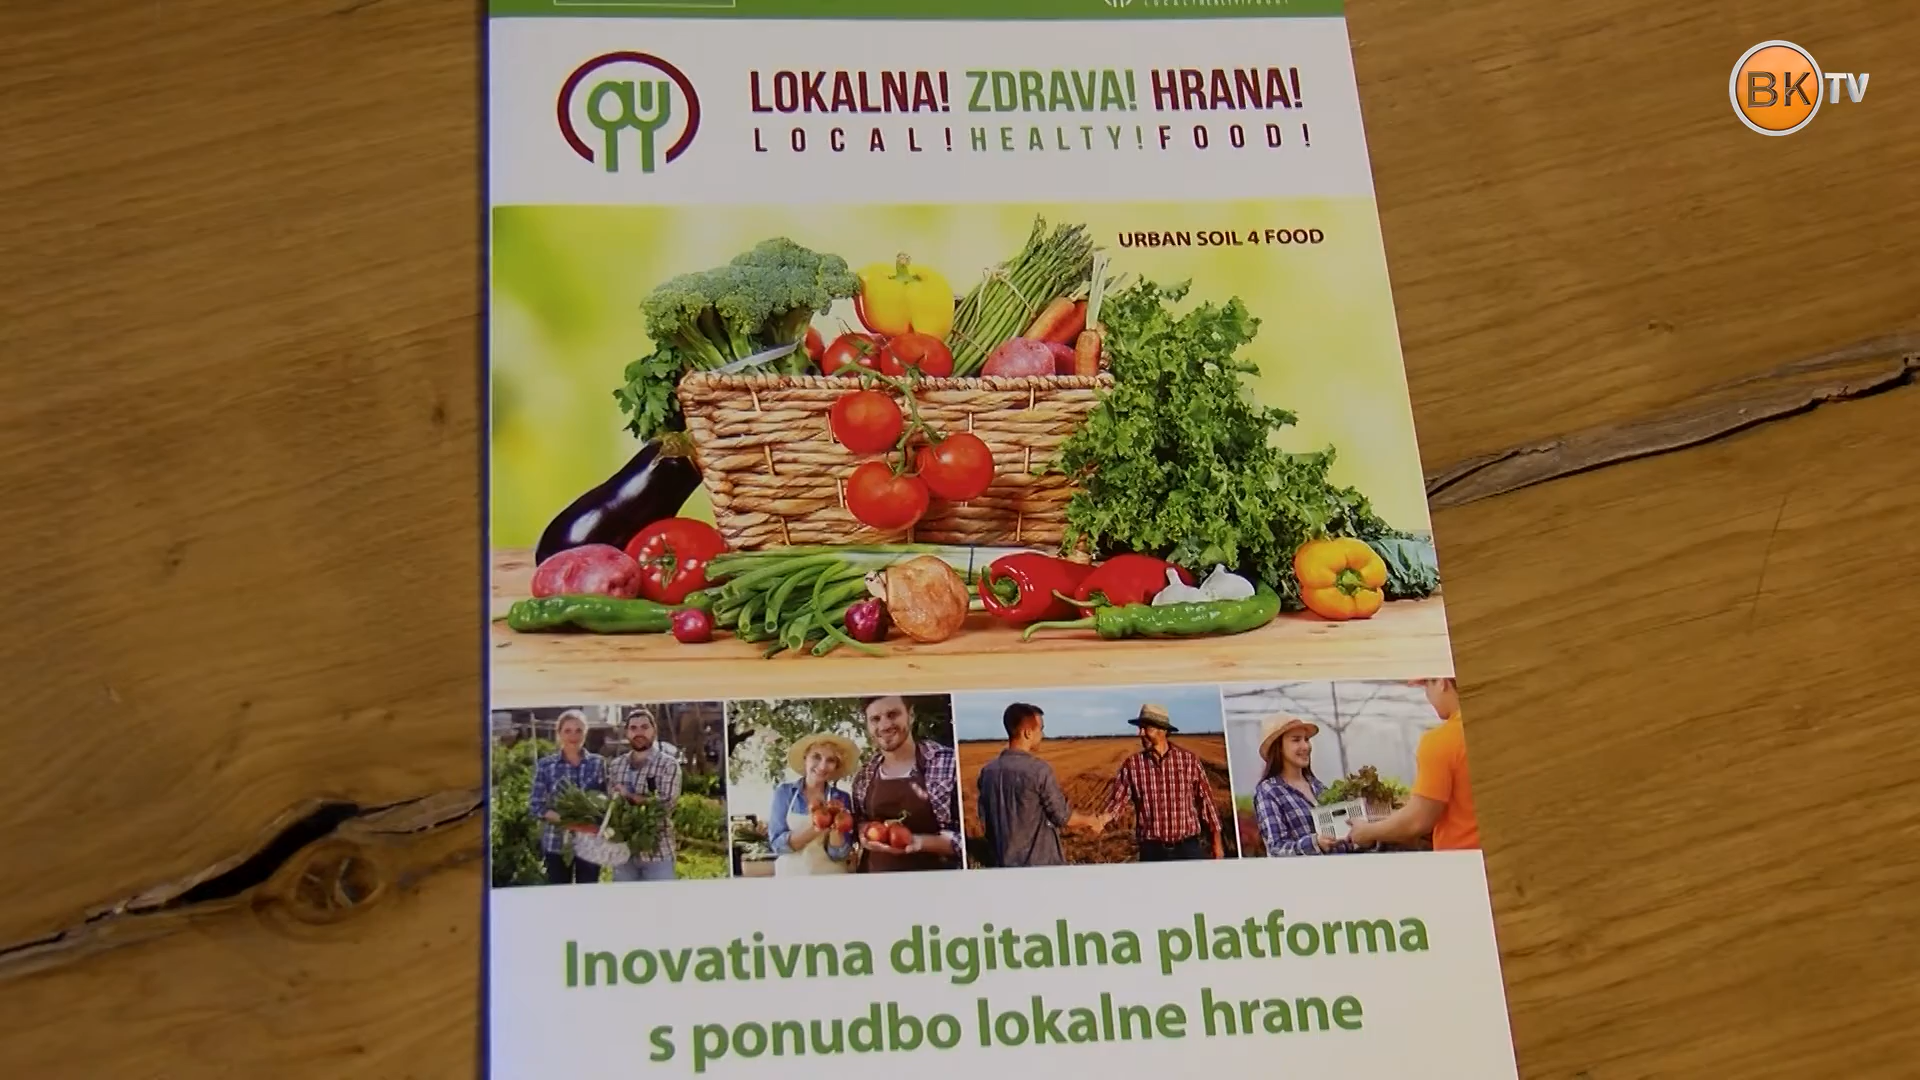 LOKALNA! ZDRAVA! HRANA!
LOCAL! HEALTY! FOOD!
BK TV
URBAN SOIL 4 FOOD
Inovativna digitalna platforma
s ponudbo lokalne hrane